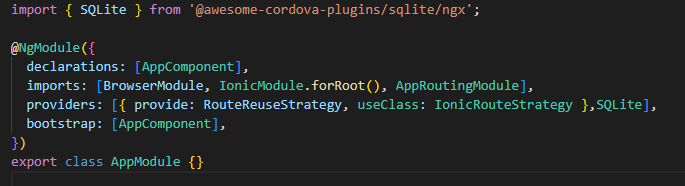 import { SQLite } from '@awesome-cordova-plugins/sqlite/ngx';
@NgModule({
declarations: [AppComponent],
imports: [BrowserModule, IonicModule.forRoot(), AppRoutingModule],
providers: [{ provide: RouteReuseStrategy, useClass: IonicRouteStrategy },SQLite],
bootstrap: [AppComponent],
})
export class AppModule {}